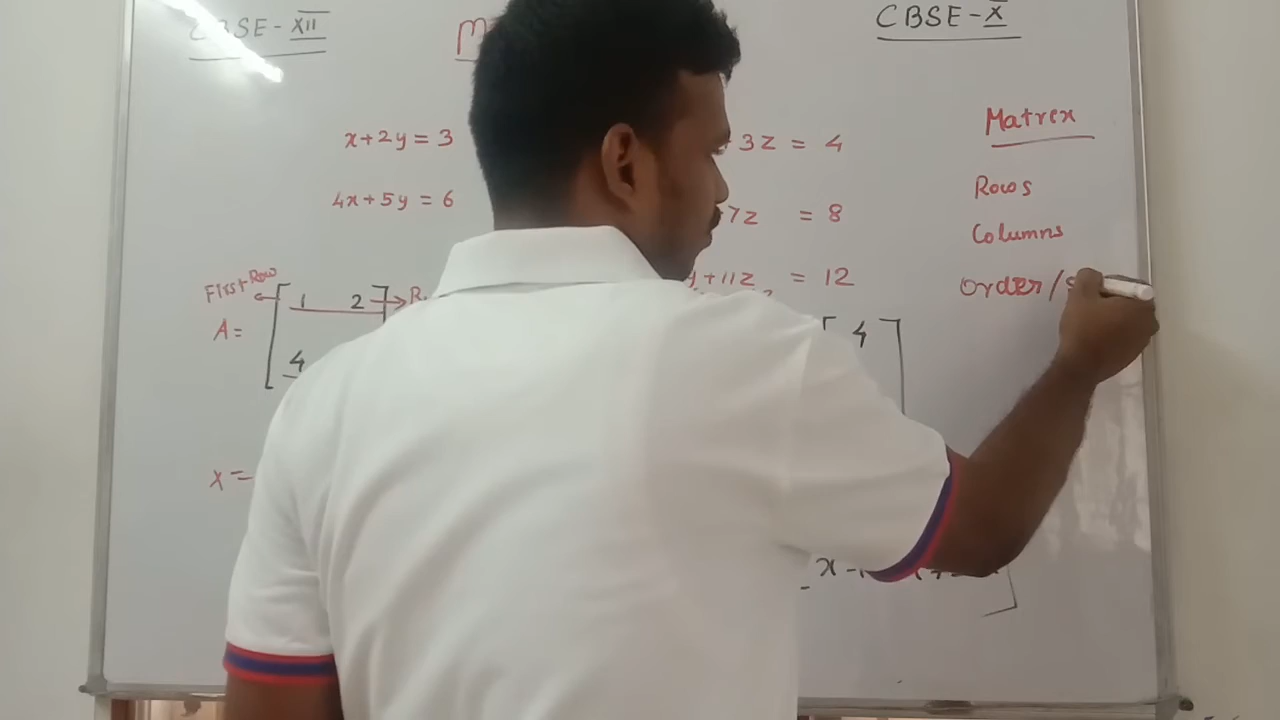 CBSE-XII
CBSE-X
M
x+2y=3
4x+5y=6
+3z = 4
7z = 8
y+11z = 12
Matrex
Rows
Columns
Order/S
First Row
R
A=
1 2
4
4
x=
x-